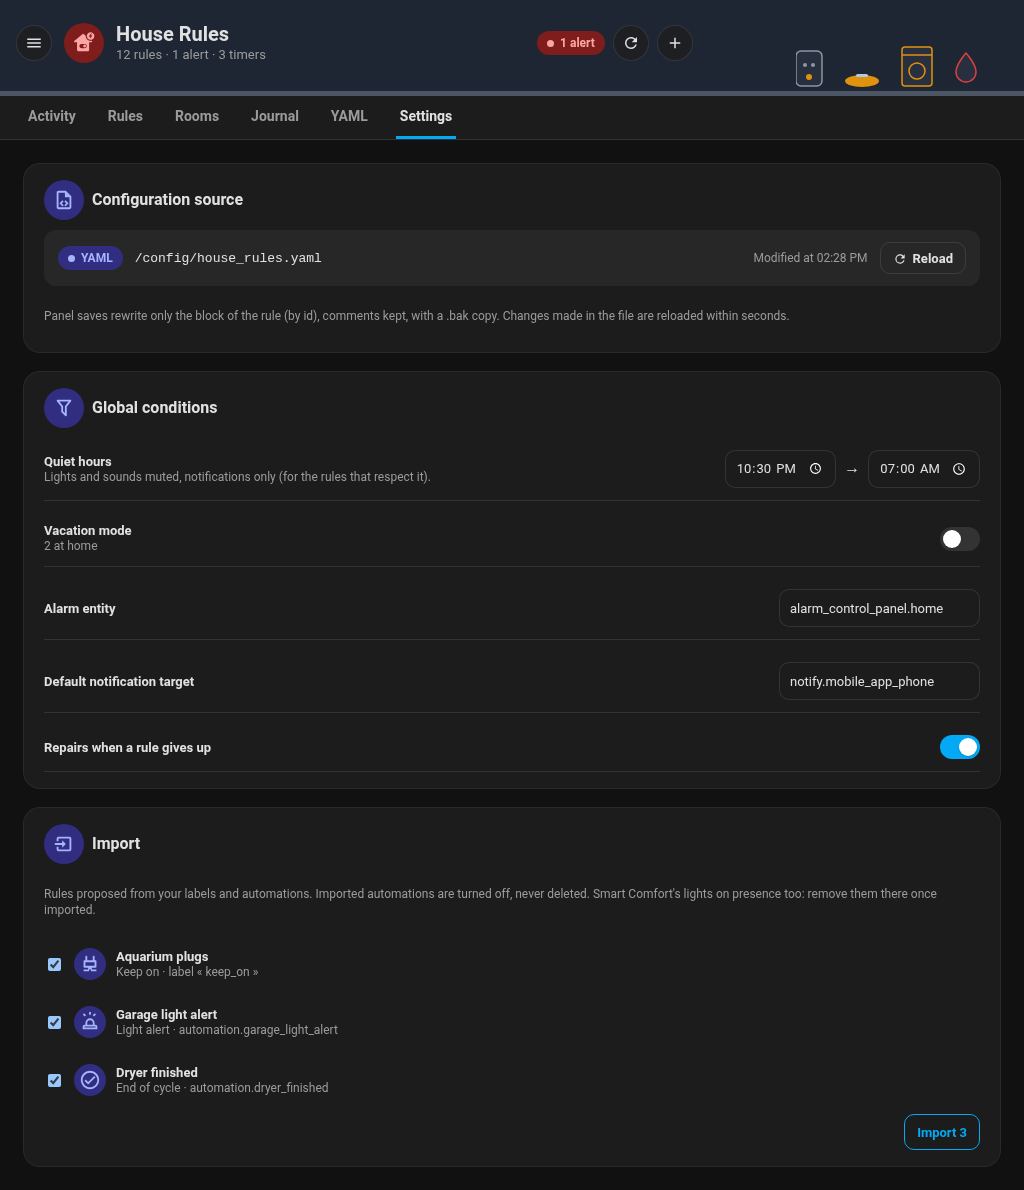 House Rules
12 rules · 1 alert · 3 timers
1 alert
Activity
Rules
Rooms
Journal
YAML
Settings
Configuration source
YAML
/config/house_rules.yaml
Modified at 02:28 PM
Reload
Panel saves rewrite only the block of the rule (by id), comments kept, with a .bak copy. Changes made in the file are reloaded within seconds.
Global conditions
Quiet hours
Lights and sounds muted, notifications only (for the rules that respect it).
10:30 PM
→
07:00 AM
Vacation mode
2 at home
Alarm entity
alarm_control_panel.home
Default notification target
notify.mobile_app_phone
Repairs when a rule gives up
Import
Rules proposed from your labels and automations. Imported automations are turned off, never deleted. Smart Comfort's lights on presence too: remove them there once
imported.
Aquarium plugs
Keep on · label « keep_on »
Garage light alert
Light alert · automation.garage_light_alert
Dryer finished
End of cycle · automation.dryer_finished
Import 3